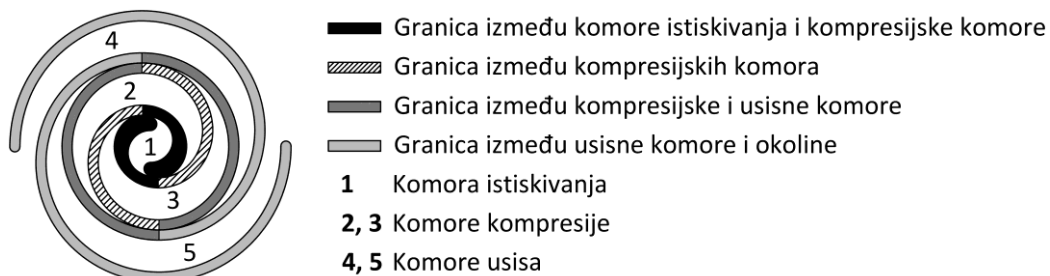 4
2
1
3
5
Granica između komore istiskivanja i kompresijske komore
Granica između kompresijskih komora
Granica između kompresijske i usisne komore
Granica između usisne komore i okoline
1 Komora istiskivanja
2, 3 Komore kompresije
4, 5 Komore usisa